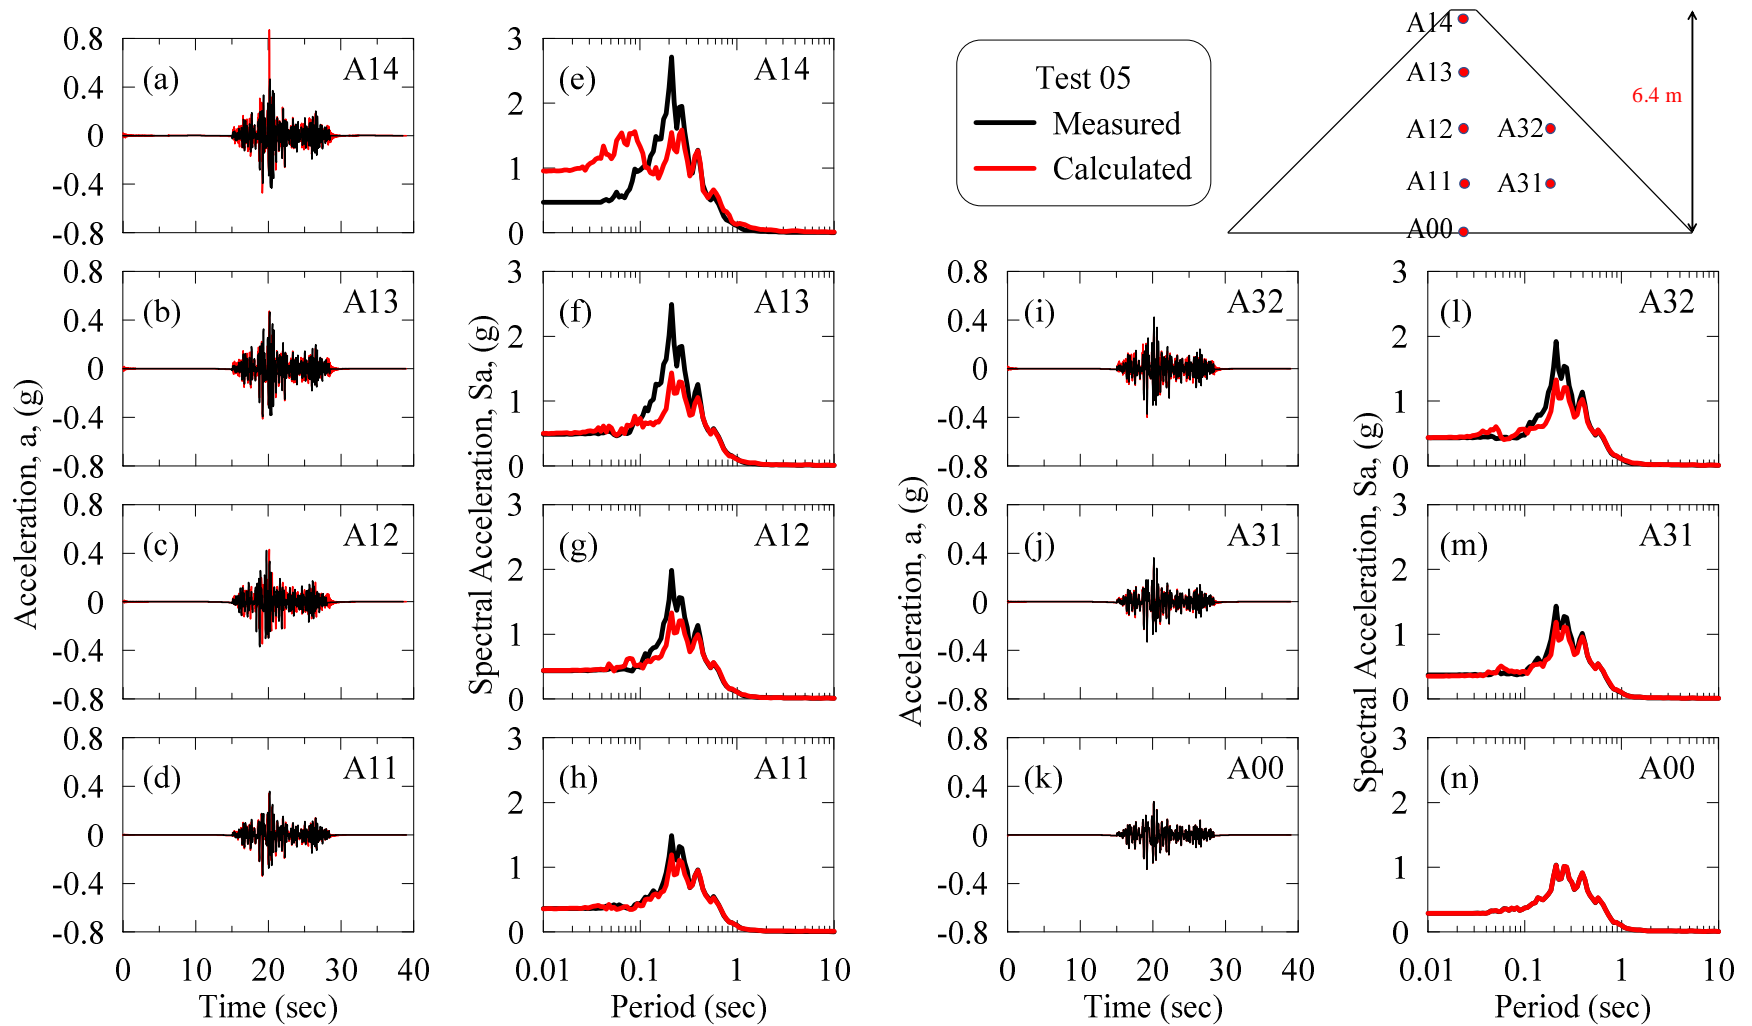 (a) A14
0.8
0.4
0
-0.4
-0.8
(b) A13
0.8
0.4
0
-0.4
-0.8
(c) A12
0.8
0.4
0
-0.4
-0.8
(d) A11
0.8
0.4
0
-0.4
-0.8
0 10 20 30 40
Time (sec)
Acceleration, a, (g)
(e) A14
3
2
1
0
(f) A13
3
2
1
0
(g) A12
3
2
1
0
(h) A11
3
2
1
0
0.01 0.1 1 10
Period (sec)
Spectral Acceleration, Sa, (g)
Test 05
Measured
Calculated
A14
A13
A12 A32
A11 A31
A00
6.4 m
(i) A32
0.8
0.4
0
-0.4
-0.8
(j) A31
0.8
0.4
0
-0.4
-0.8
(k) A00
0.8
0.4
0
-0.4
-0.8
0 10 20 30 40
Time (sec)
Acceleration, a, (g)
(l) A32
3
2
1
0
(m) A31
3
2
1
0
(n) A00
3
2
1
0
0.01 0.1 1 10
Period (sec)
Spectral Acceleration, Sa, (g)